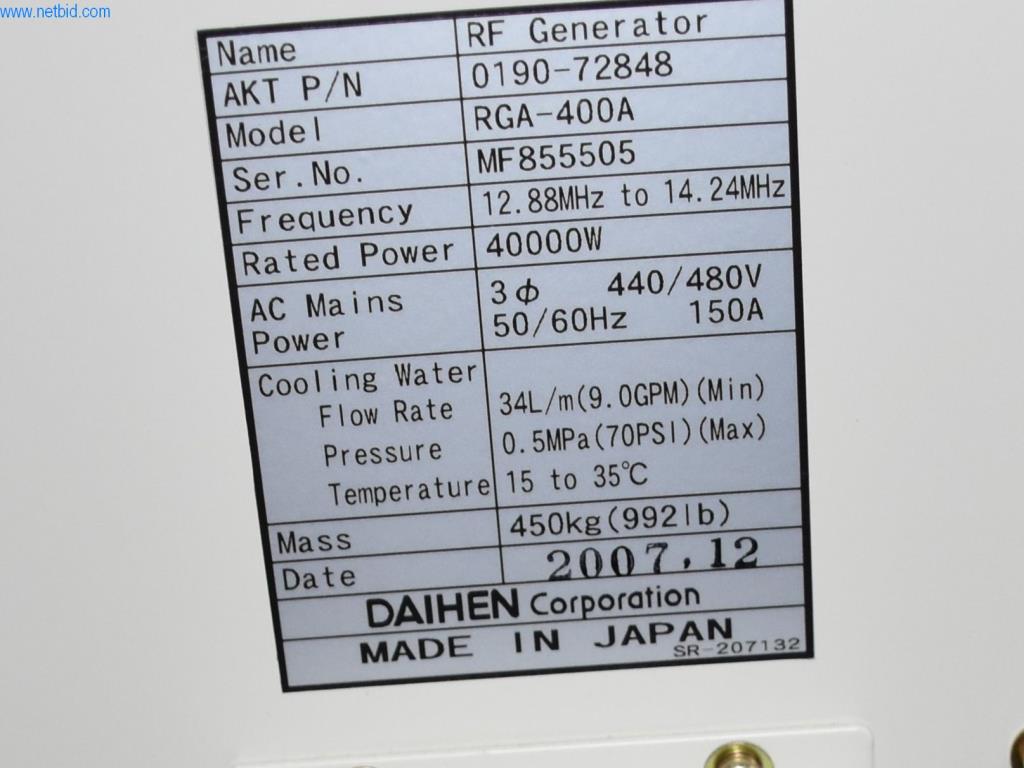 www.netbid.com
Name RF Generator
AKT P/N 0190-72848
Model RGA-400A
Ser.No. MF855505
Frequency 12.88MHz to 14.24MHz
Rated Power 40000W
AC Mains 3φ 440/480V
Power 50/60Hz 150A
Cooling Water
Flow Rate 34L/m(9.0GPM)(Min)
Pressure 0.5MPa(70PSI)(Max)
Temperature 15 to 35℃
Mass 450kg(992lb)
Date 2007.12
DAIHEN Corporation
MADE IN JAPAN
SR-207132